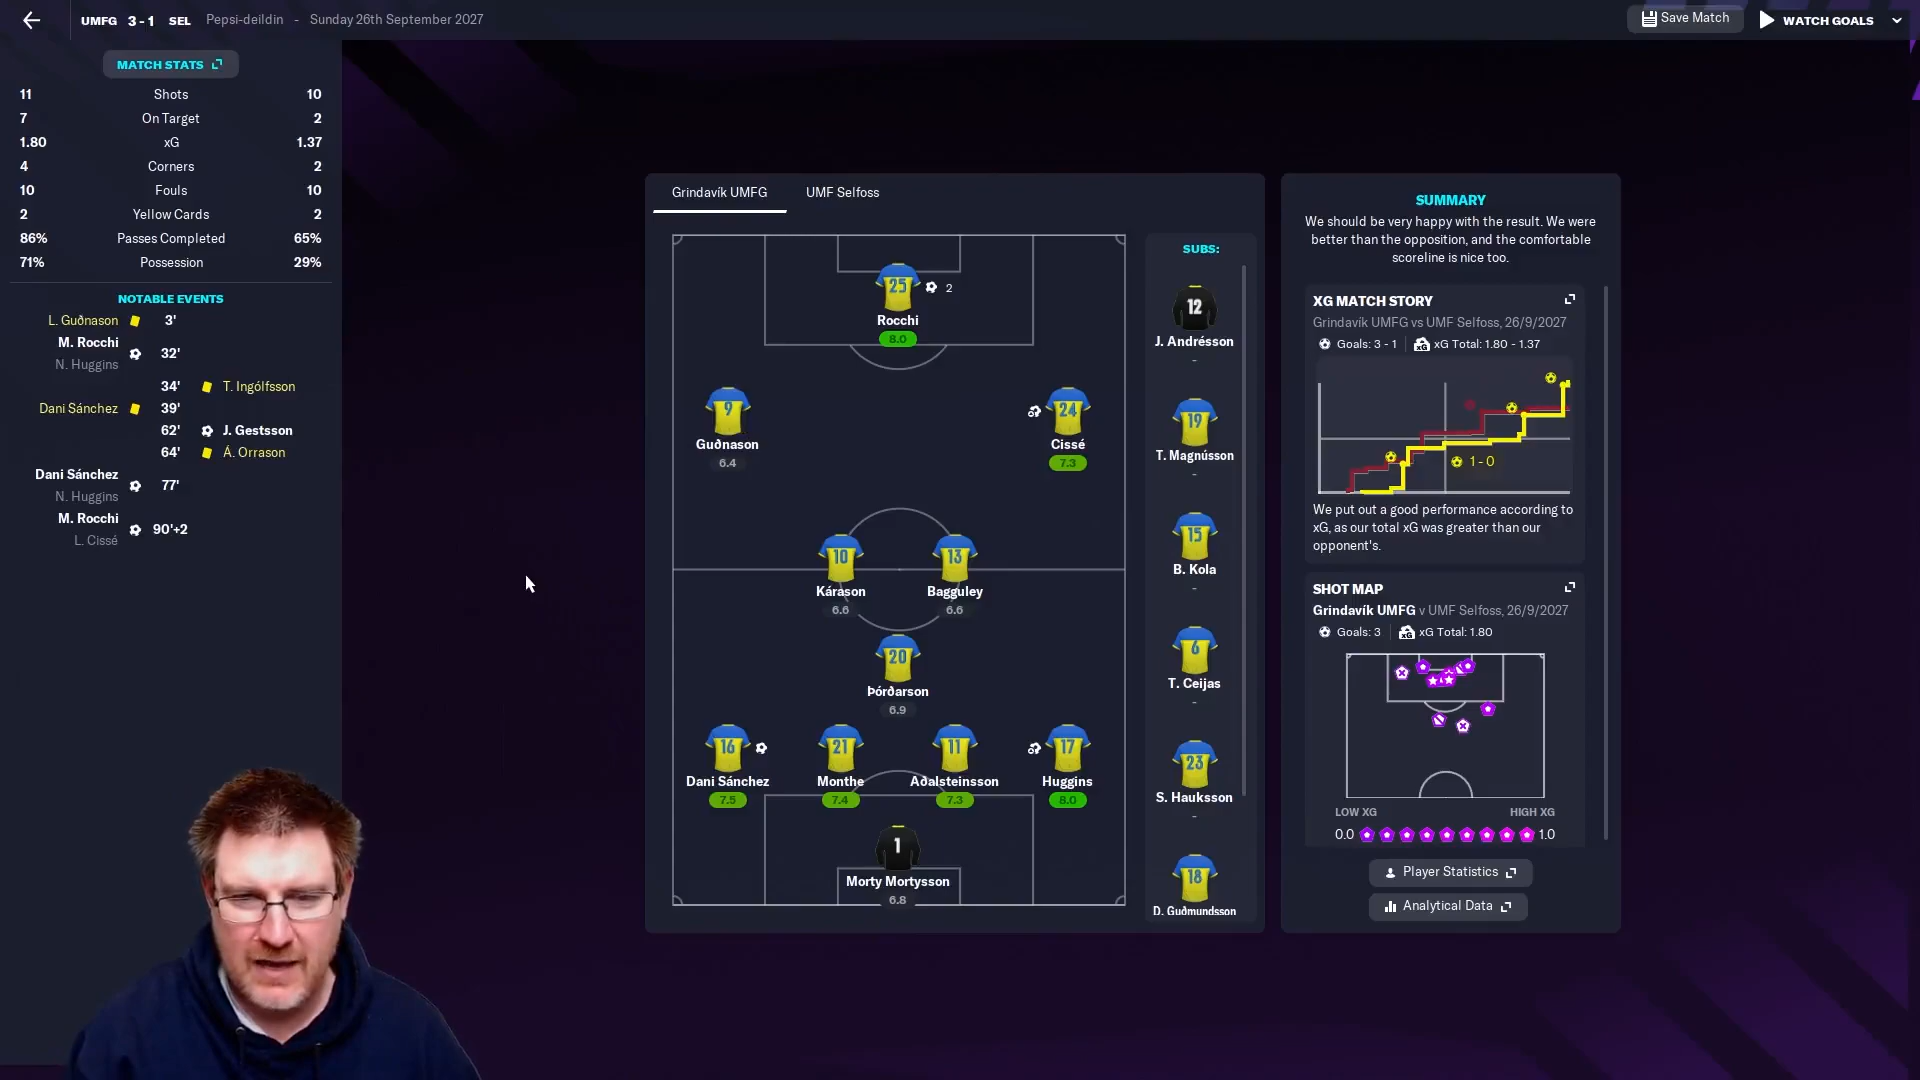 UMFG 3 - 1 SEL Pepsi-deildin - Sunday 26th September 2027
Save Match
WATCH GOALS
MATCH STATS
11 Shots 10
7 On Target 2
1.80 xG 1.37
4 Corners 2
10 Fouls 10
2 Yellow Cards 2
86% Passes Completed 65%
71% Possession 29%
NOTABLE EVENTS
L. Guðnason 3'
M. Rocchi
N. Huggins
32'
34' T. Ingólfsson
Dani Sánchez 39'
62' J. Gestsson
64' Á. Orrason
Dani Sánchez
N. Huggins
77'
M. Rocchi
L. Cissé
90'+2
Grindavík UMFG UMF Selfoss
25 2
Rocchi
8.0
9
Guðnason
6.4
24
Cissé
7.3
10
Kárason
6.6
13
Bagguley
6.6
20
Þórðarson
6.9
16
Dani Sánchez
7.5
21
Monthe
7.4
11
Aðalsteinsson
7.3
17
Huggins
8.0
1
Morty Mortysson
6.8
SUBS:
12
J. Andrésson
-
19
T. Magnússon
-
15
B. Kola
-
6
T. Ceijas
-
23
S. Hauksson
-
18
D. Guðmundsson
SUMMARY
We should be very happy with the result. We were
better than the opposition, and the comfortable
scoreline is nice too.
XG MATCH STORY
Grindavík UMFG vs UMF Selfoss, 26/9/2027
Goals: 3 - 1 xG xG Total: 1.80 - 1.37
1 - 0
We put out a good performance according to
xG, as our total xG was greater than our
opponent's.
SHOT MAP
Grindavík UMFG v UMF Selfoss, 26/9/2027
Goals: 3 xG xG Total: 1.80
LOW XG HIGH XG
0.0 1.0
Player Statistics
Analytical Data